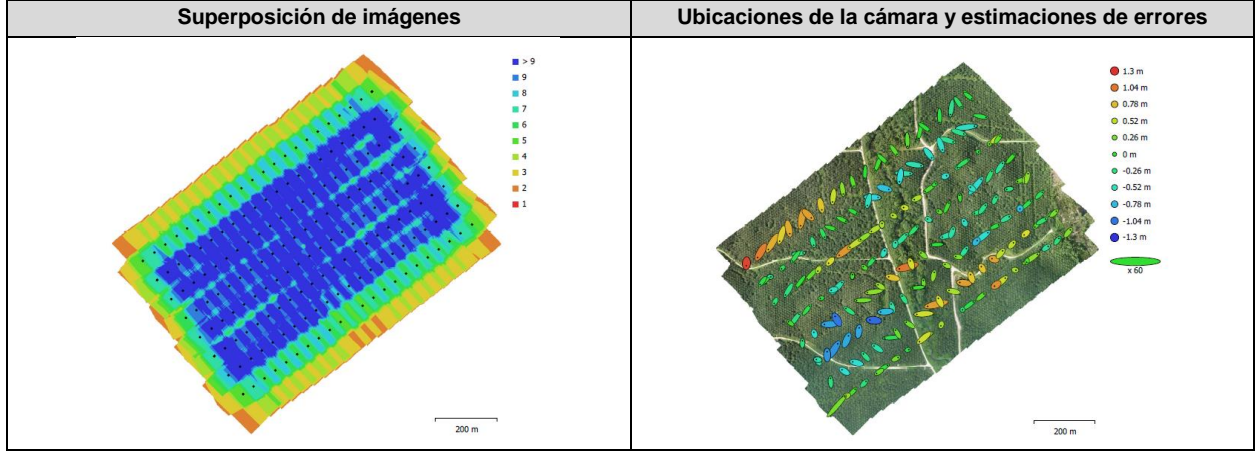 Superposición de imágenes
Ubicaciones de la cámara y estimaciones de errores
> 9
9
8
7
6
5
4
3
2
1
200 m
1.3 m
1.04 m
0.78 m
0.52 m
0.26 m
0 m
-0.26 m
-0.52 m
-0.78 m
-1.04 m
-1.3 m
x 60
200 m